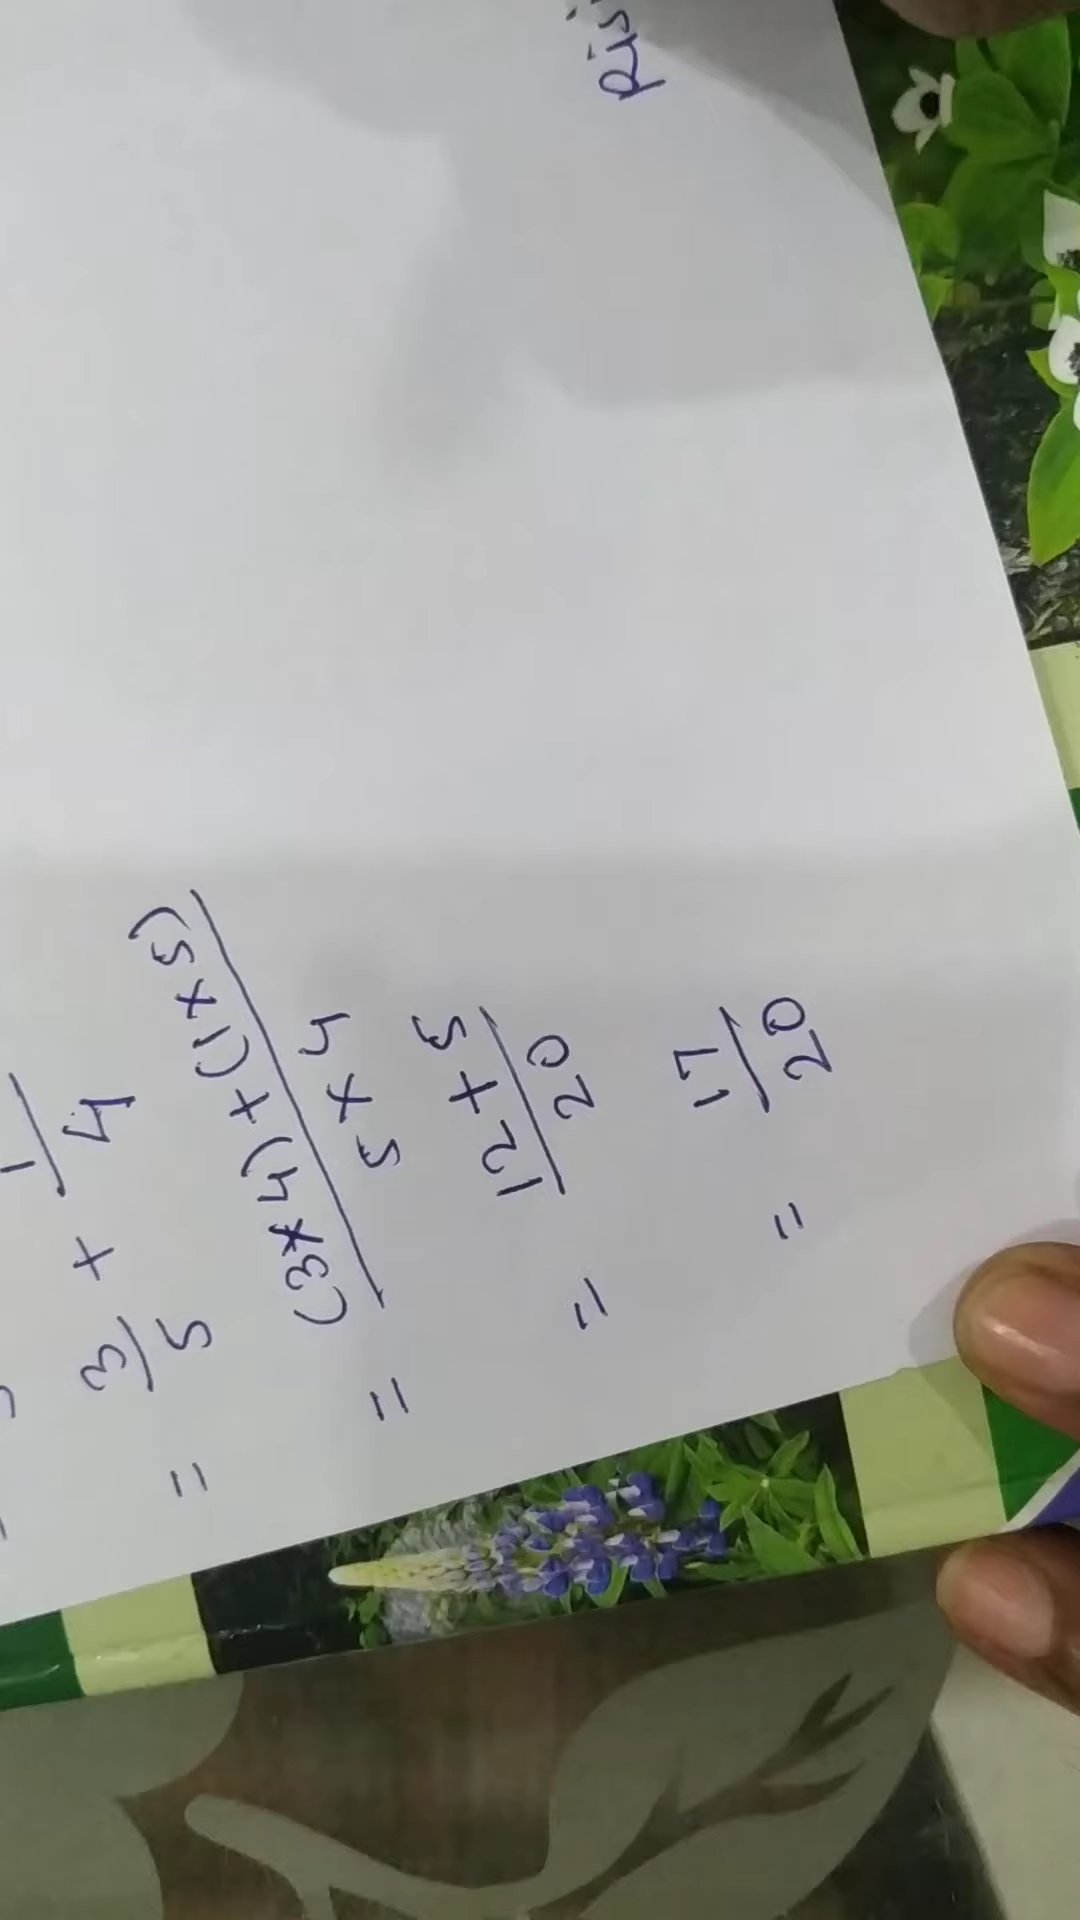 = 3/5 + 1/4
= (3×4)+(1×5)/5×4
= 12+5/20
= 17/20